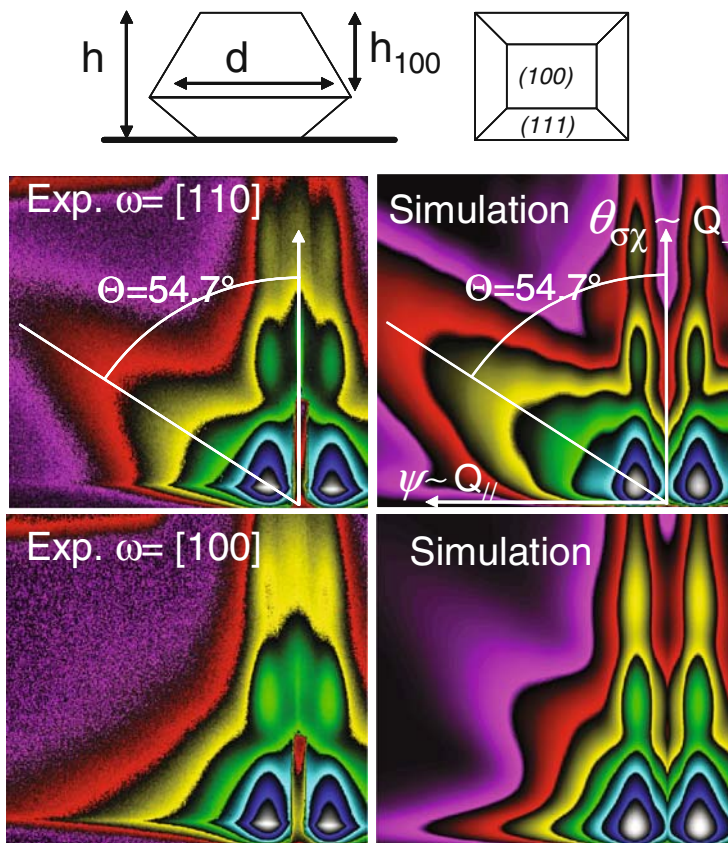 h
d
h₁₀₀
(100)
(111)
Exp. ω= [110]
Θ=54.7°
Simulation
θσχ ~ Q
Θ=54.7°
ψ~ Q//
Exp. ω= [100]
Simulation